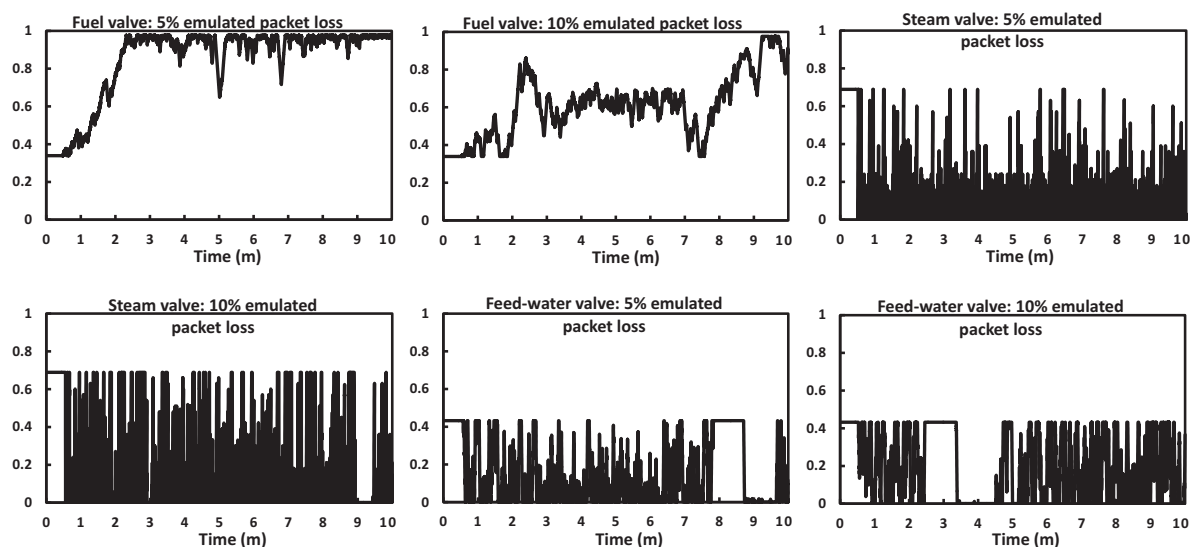 Fuel valve: 5% emulated packet loss
1
0.8
0.6
0.4
0.2
0
0 1 2 3 4 5 6 7 8 9 10
Time (m)
Fuel valve: 10% emulated packet loss
1
0.8
0.6
0.4
0.2
0
0 1 2 3 4 5 6 7 8 9 10
Time (m)
Steam valve: 5% emulated
packet loss
1
0.8
0.6
0.4
0.2
0
0 1 2 3 4 5 6 7 8 9 10
Time (m)
Steam valve: 10% emulated
packet loss
1
0.8
0.6
0.4
0.2
0
0 1 2 3 4 5 6 7 8 9 10
Time (m)
Feed-water valve: 5% emulated
packet loss
1
0.8
0.6
0.4
0.2
0
0 1 2 3 4 5 6 7 8 9 10
Time (m)
Feed-water valve: 10% emulated
packet loss
1
0.8
0.6
0.4
0.2
0
0 1 2 3 4 5 6 7 8 9 10
Time (m)